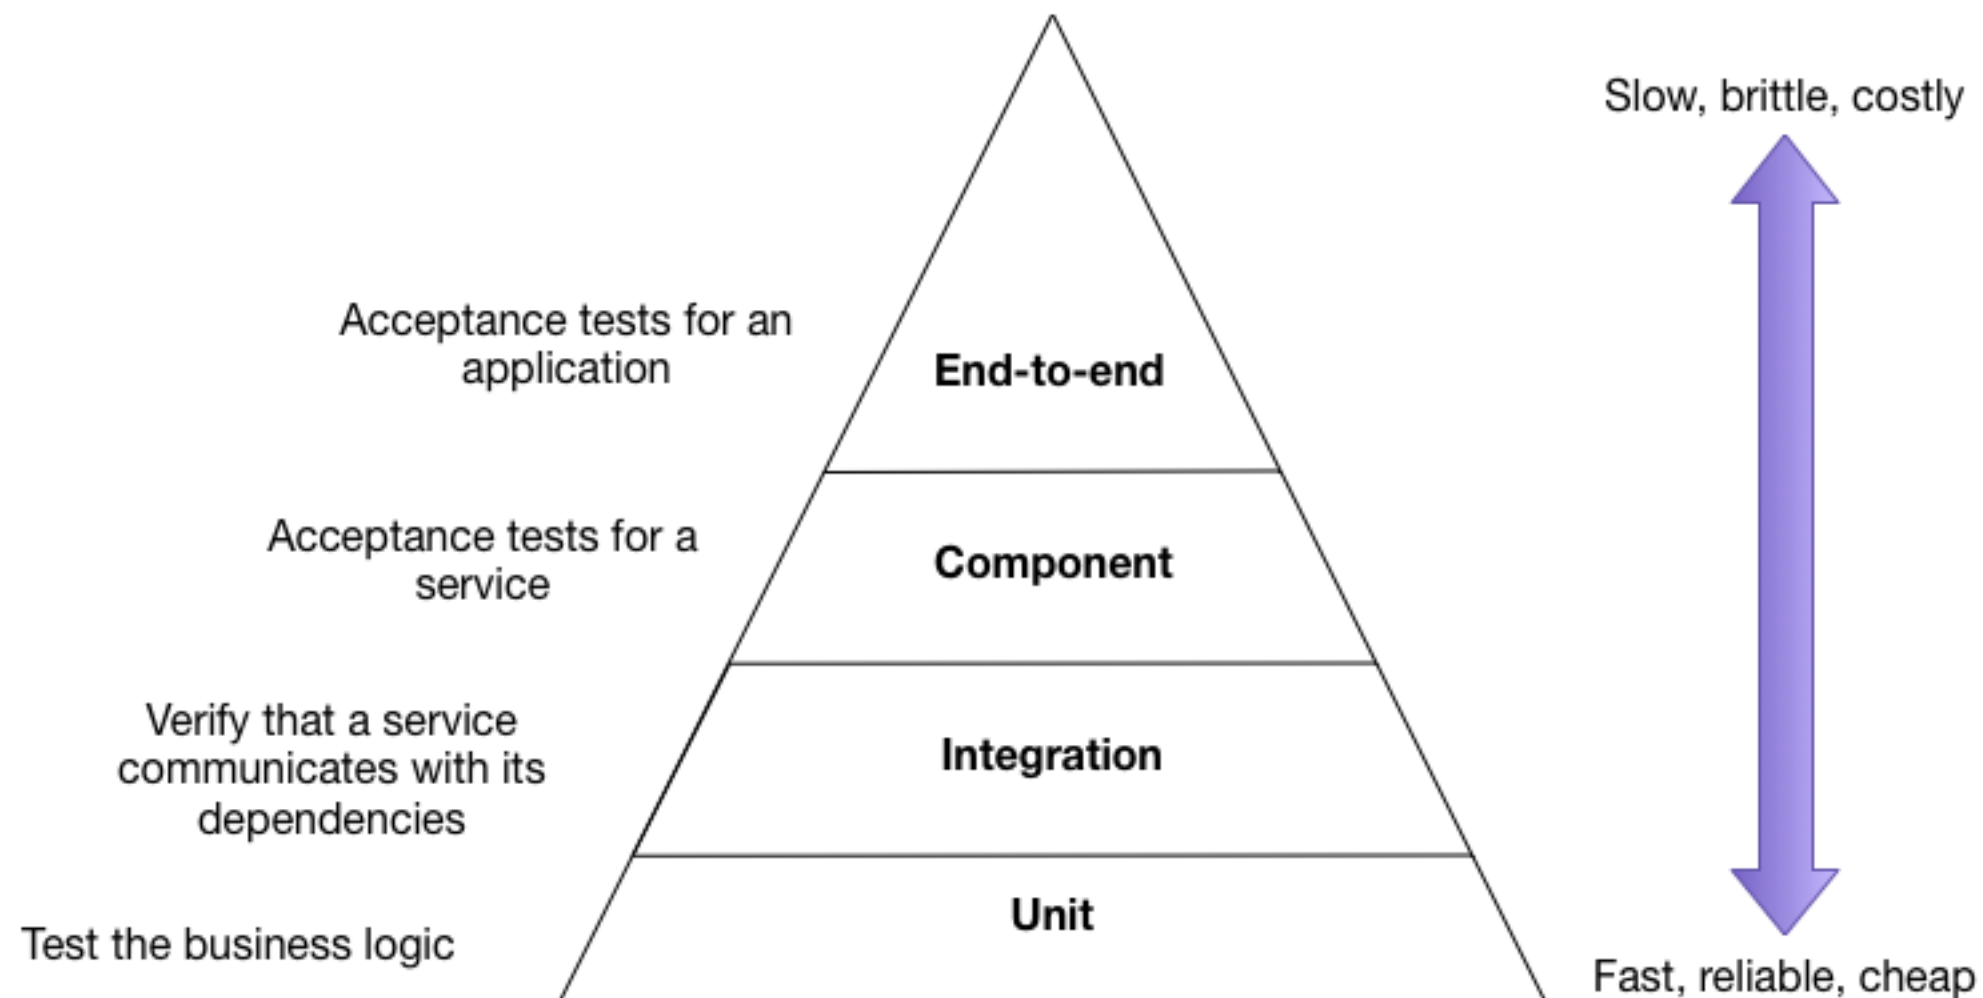 Slow, brittle, costly
Acceptance tests for an
application
End-to-end
Acceptance tests for a
service
Component
Verify that a service
communicates with its
dependencies
Integration
Unit
Test the business logic
Fast, reliable, cheap